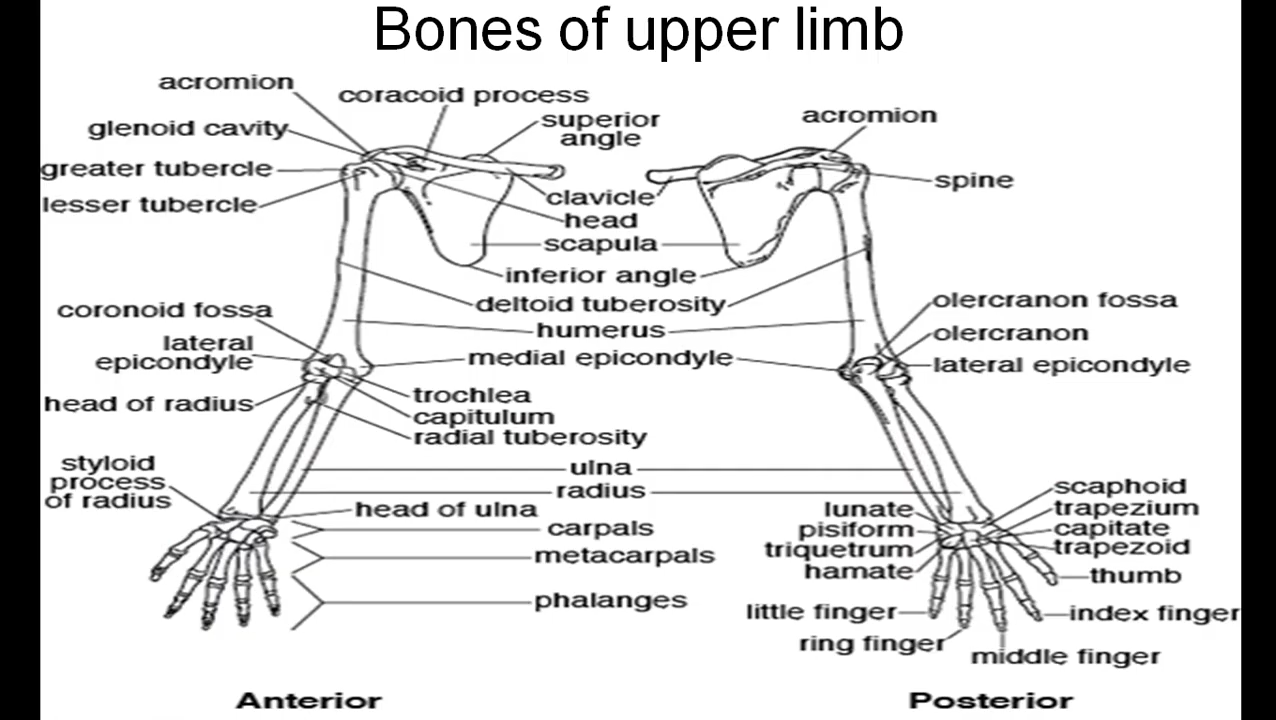 Bones of upper limb
acromion
coracoid process
glenoid cavity
superior
angle
greater tubercle
lesser tubercle
clavicle
head
scapula
inferior angle
deltoid tuberosity
coronoid fossa
humerus
lateral
epicondyle
medial epicondyle
trochlea
head of radius
capitulum
radial tuberosity
ulna
styloid
process
of radius
radius
head of ulna
carpals
metacarpals
phalanges
Anterior
acromion
spine
olercranon fossa
olercranon
lateral epicondyle
scaphoid
lunate
trapezium
pisiform
capitate
triquetrum
trapezoid
hamate
thumb
little finger
index finger
ring finger
middle finger
Posterior